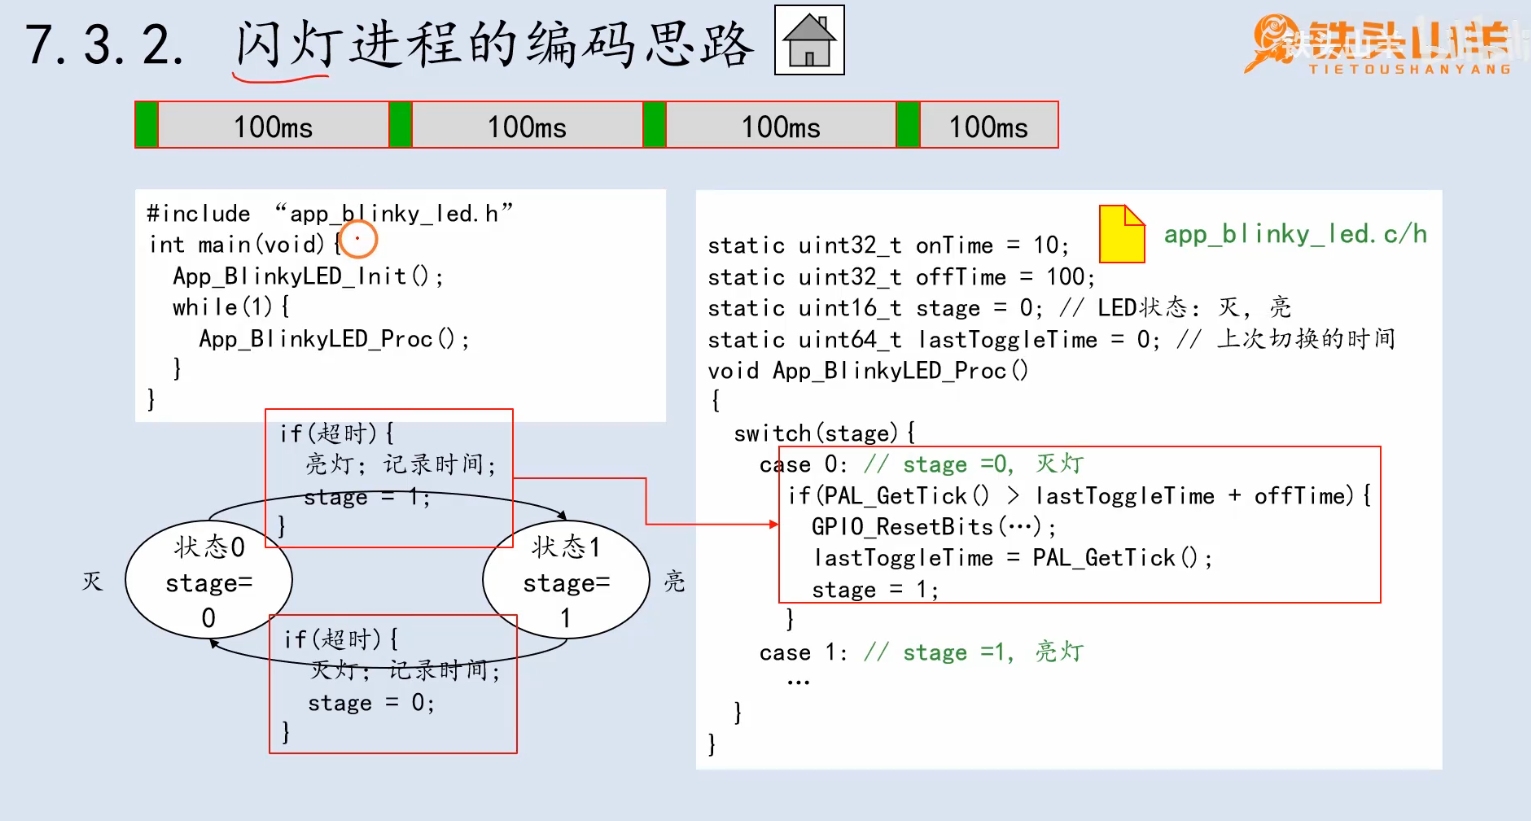 7.3.2. 闪灯进程的编码思路
铁头山羊
TIETOUSHANYANG
100ms 100ms 100ms 100ms
#include “app_blinky_led.h”
int main(void){
App_BlinkyLED_Init();
while(1){
App_BlinkyLED_Proc();
}
}
if(超时){
亮灯；记录时间；
stage = 1;
}
状态0
stage=
0
灭
状态1
stage=
1
亮
if(超时){
灭灯；记录时间；
stage = 0;
}
app_blinky_led.c/h
static uint32_t onTime = 10;
static uint32_t offTime = 100;
static uint16_t stage = 0; // LED状态：灭，亮
static uint64_t lastToggleTime = 0; // 上次切换的时间
void App_BlinkyLED_Proc()
{
switch(stage){
case 0: // stage =0, 灭灯
if(PAL_GetTick() > lastToggleTime + offTime){
GPIO_ResetBits(…);
lastToggleTime = PAL_GetTick();
stage = 1;
}
case 1: // stage =1, 亮灯
…
}
}